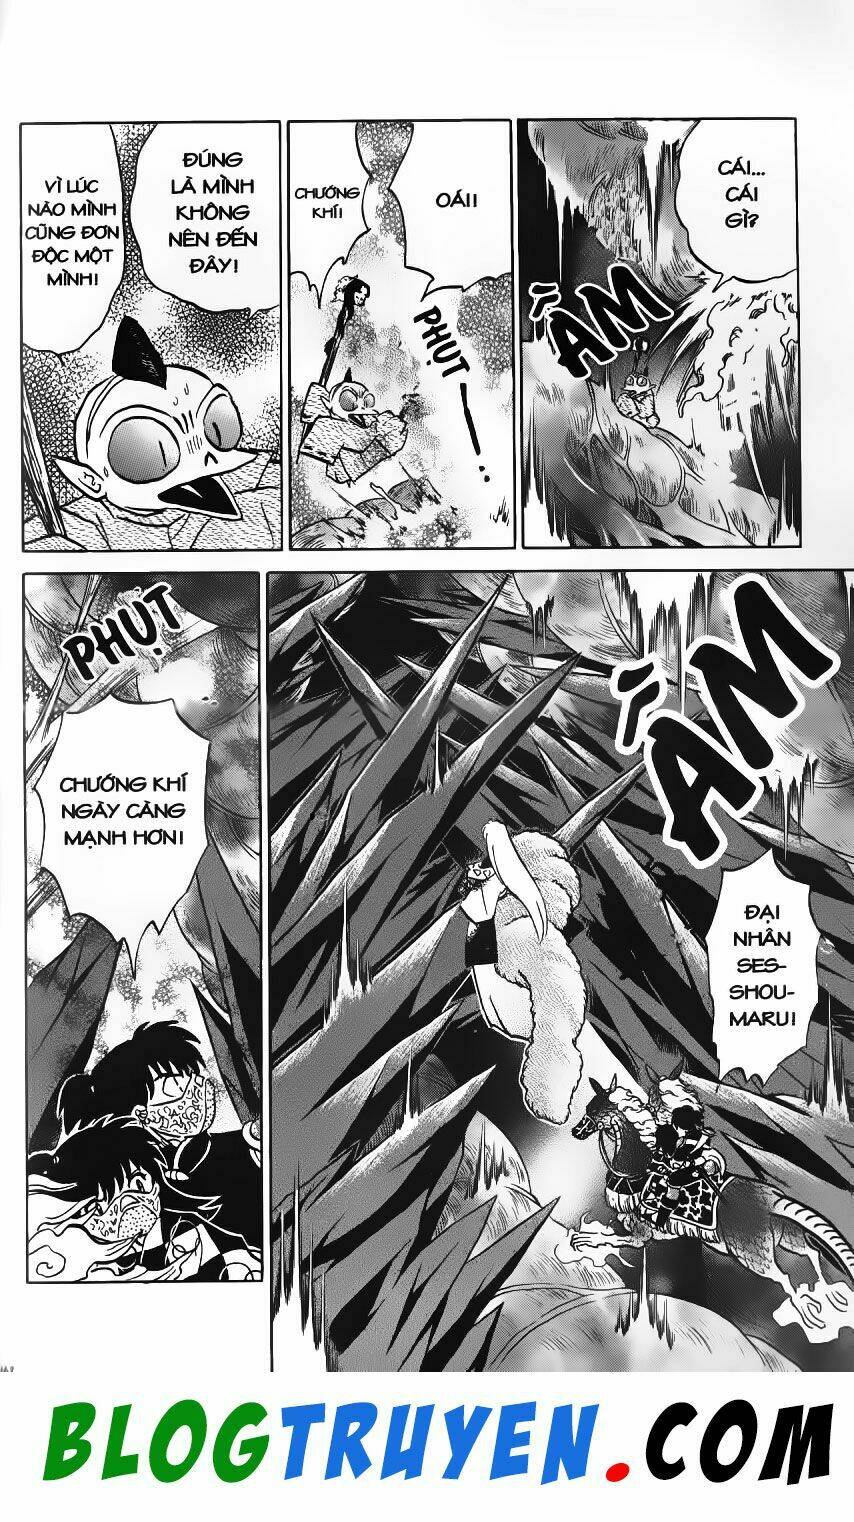 CÁI...
CÁI
GÌ?
ẦM
OÁI!
CHƯỚNG
KHÍ!
PHỤT
ĐÚNG
LÀ MÌNH
KHÔNG
NÊN ĐẾN
ĐÂY!
VÌ LÚC
NÀO MÌNH
CŨNG ĐƠN
ĐỘC MỘT
MÌNH!
ẦM
ĐẠI
NHÂN
SES-
SHOU-
MARU!
PHỤT
CHƯỚNG KHÍ
NGÀY CÀNG
MẠNH HƠN!
BLOGTRUYEN.COM